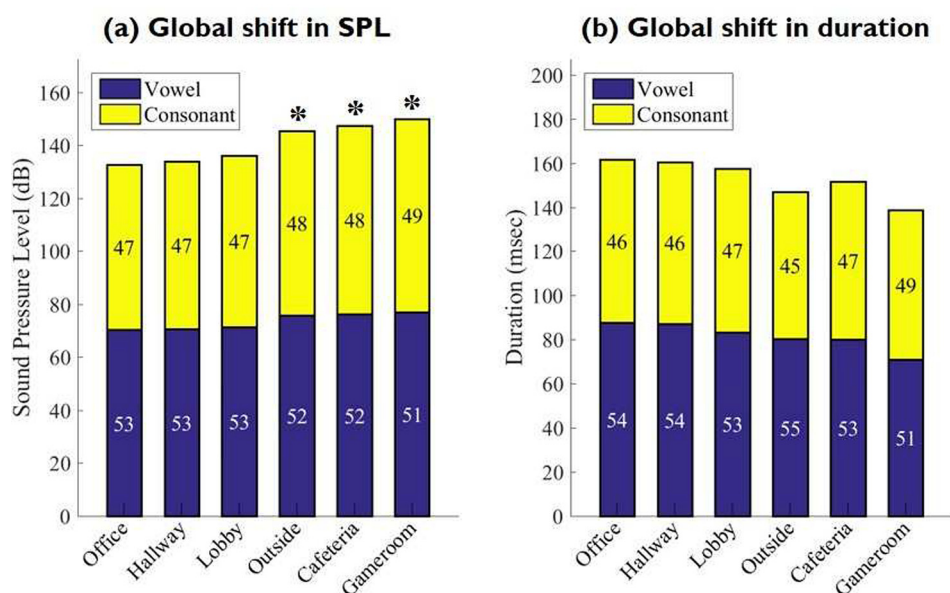 (a) Global shift in SPL
Sound Pressure Level (dB)
160
140
120
100
80
60
40
20
0
Vowel
Consonant
* * *
47 47 47 48 48 49
53 53 53 52 52 51
Office Hallway Lobby Outside Cafeteria Gameroom
(b) Global shift in duration
Duration (msec)
200
180
160
140
120
100
80
60
40
20
0
Vowel
Consonant
46 46 47 45 47 49
54 54 53 55 53 51
Office Hallway Lobby Outside Cafeteria Gameroom